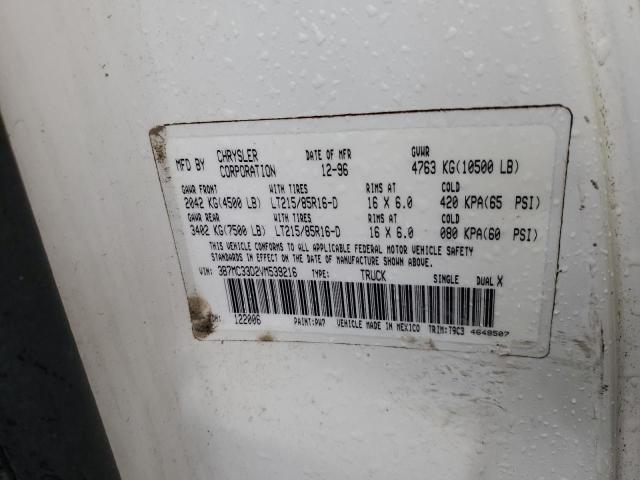 MFD BY CHRYSLER CORPORATION DATE OF MFR 12-96 GVWR 4763 KG(10500 LB)
GAWR FRONT WITH TIRES RIMS AT COLD
2042 KG(4500 LB) LT215/85R16-D 16 X 6.0 420 KPA(65 PSI)
GAWR REAR WITH TIRES RIMS AT COLD
3402 KG(7500 LB) LT215/85R16-D 16 X 6.0 080 KPA(60 PSI)
THIS VEHICLE CONFORMS TO ALL APPLICABLE FEDERAL MOTOR VEHICLE SAFETY
STANDARDS IN EFFECT ON THE DATE OF MANUFACTURE SHOWN ABOVE
VIN: 3B7MC33D2VM539216 TYPE: TRUCK SINGLE DUAL X
122006 PAINT:PW7 VEHICLE MADE IN MEXICO TRIM:T9C3 4648507